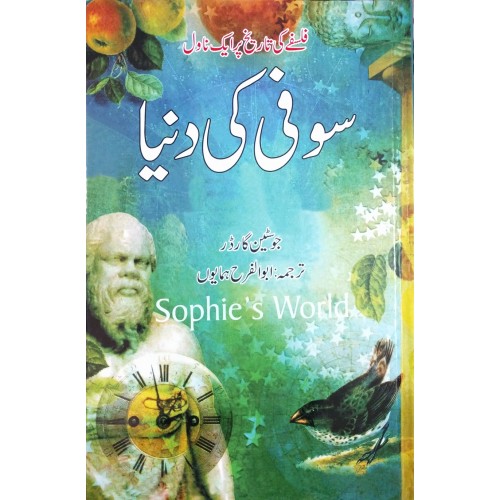 فلسفے کی تاریخ پر ایک ناول
سوفی کی دنیا
جوسٹین گارڈر
ترجمہ: ابوالفرح ہمایوں
Sophie's World